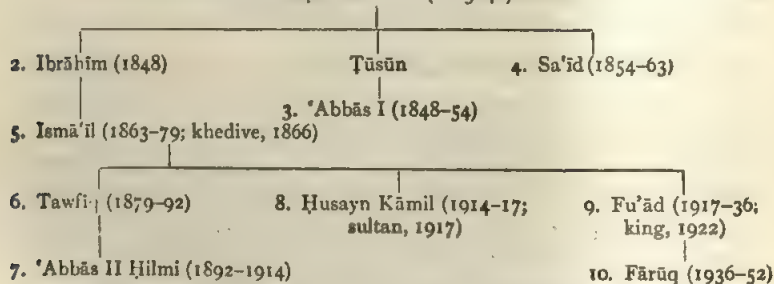 2. Ibrāhīm (1848) Ṭūsūn 4. Sa'īd (1854–63)
3. 'Abbās I (1848–54)
5. Ismā'īl (1863–79; khedive, 1866)
6. (1879–92) 8. Ḥusayn Kāmil (1914–17; 9. Fu'ād (1917–36;
sultan, 1917) king, 1922)
7. 'Abbās II Ḥilmi (1892–1914) 10. Fārūq (1936–52)